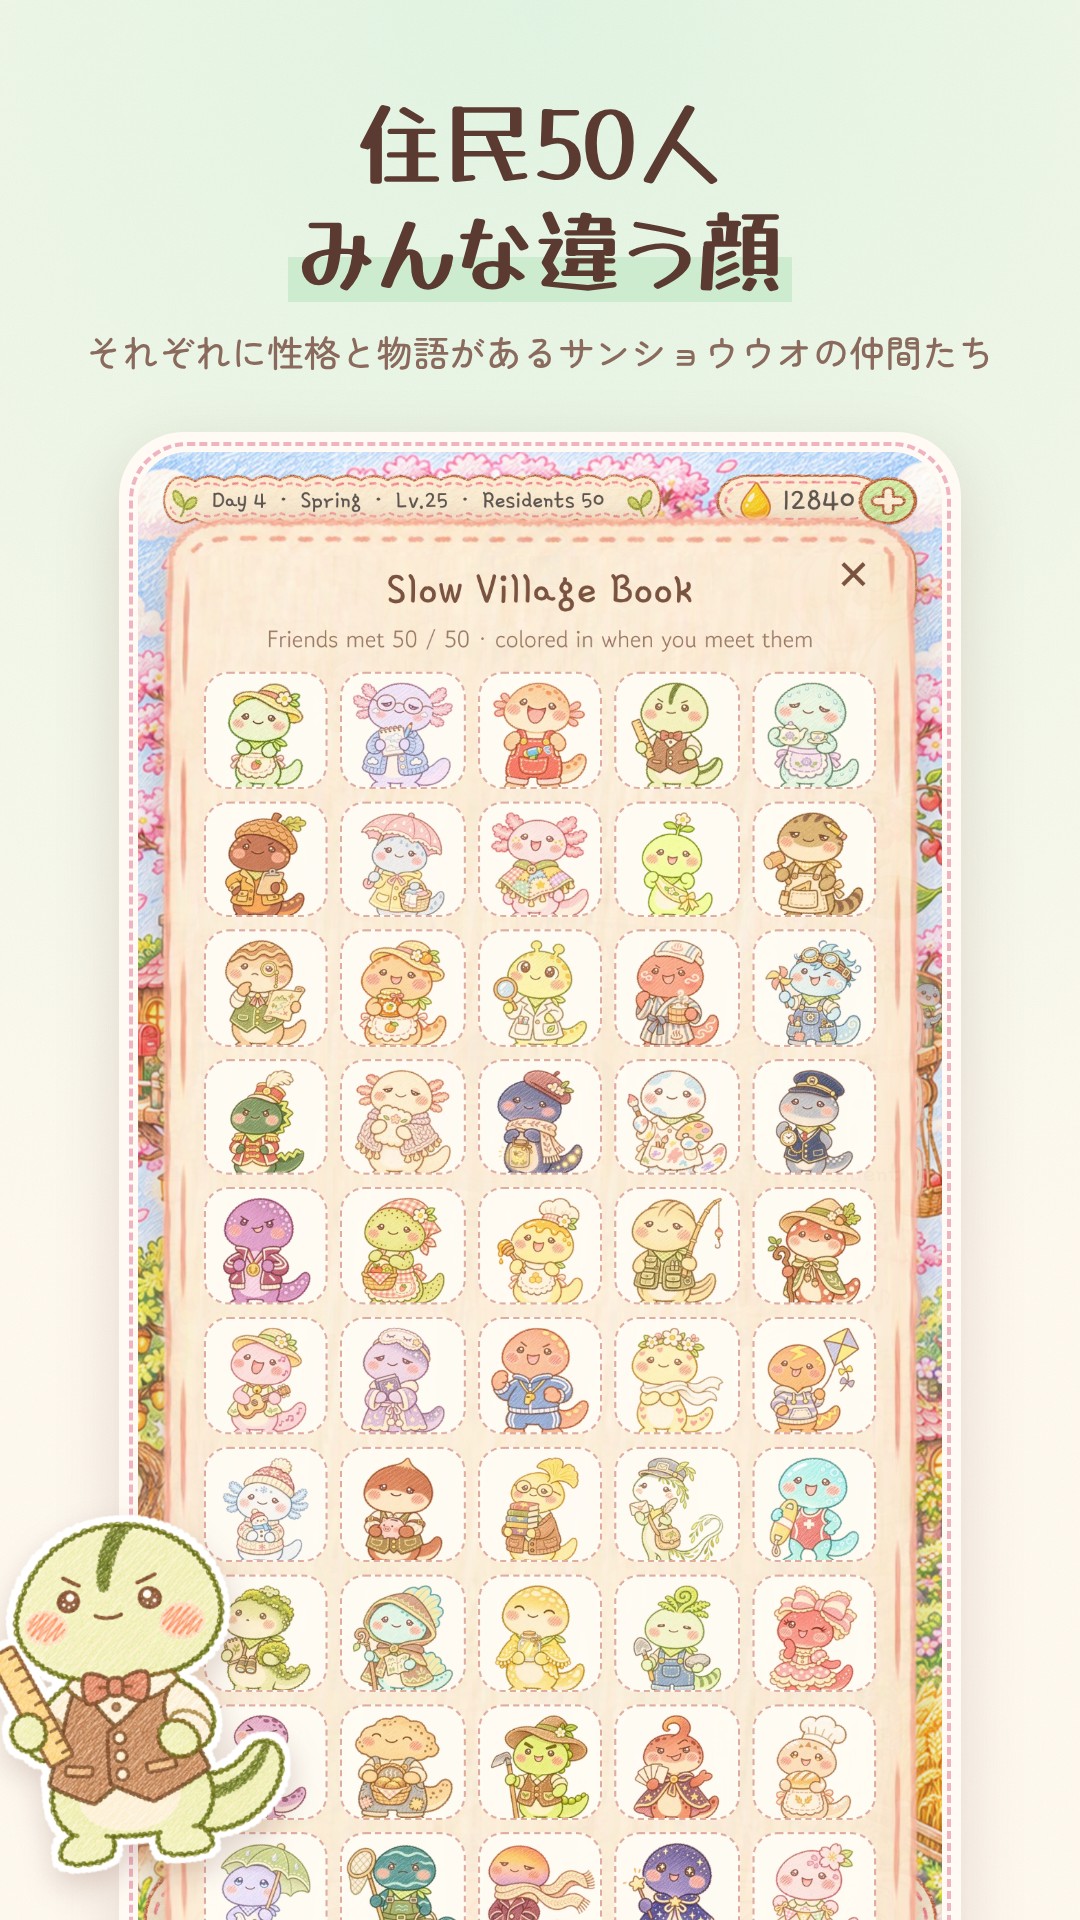 住民50人
みんな違う顔
それぞれに性格と物語があるサンショウウオの仲間たち
Day 4 · Spring · Lv.25 · Residents 50
12840
Slow Village Book
Friends met 50 / 50 · colored in when you meet them